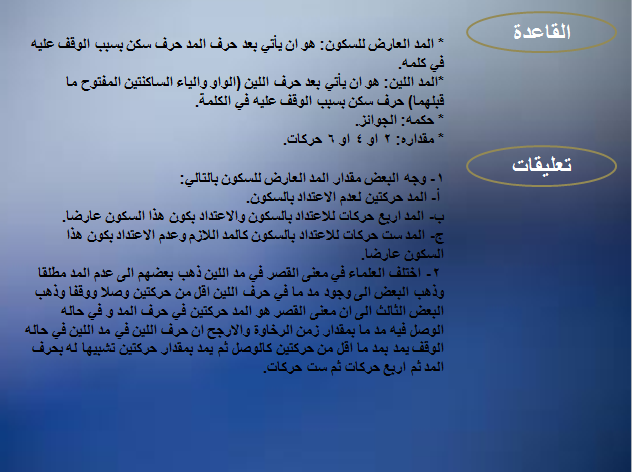 القاعدة
* المد العارض للسكون: هو ان يأتي بعد حرف المد حرف سكن بسبب الوقف عليه
في كلمه.
*المد اللين: هو ان يأتي بعد حرف اللين (الواو والياء الساكنتين المفتوح ما
قبلهما) حرف سكن بسبب الوقف عليه في الكلمة.
* حكمه: الجوائز.
* مقداره: ٢ او ٤ او ٦ حركات.
تعليقات
١- وجه البعض مقدار المد العارض للسكون بالتالي:
أ- المد حركتين لعدم الاعتداد بالسكون.
ب- المد اربع حركات للاعتداد بالسكون والاعتداد بكون هذا السكون عارضا.
ج- المد ست حركات للاعتداد بالسكون كالمد اللازم وعدم الاعتداد بكون هذا
السكون عارضا.
٢- اختلف العلماء في معنى القصر في مد اللين ذهب بعضهم الى عدم المد مطلقا
وذهب البعض الى وجود مد ما في حرف اللين اقل من حركتين وصلا ووقفا وذهب
البعض الثالث الى ان معنى القصر هو المد حركتين في حرف المد و في حاله
الوصل فيه مد ما بمقدار زمن الرخاوة والارجح ان حرف اللين في مد اللين في حاله
الوقف يمد بمد ما اقل من حركتين كالوصل ثم يمد بمقدار حركتين تشبيها له بحرف
المد ثم اربع حركات ثم ست حركات.